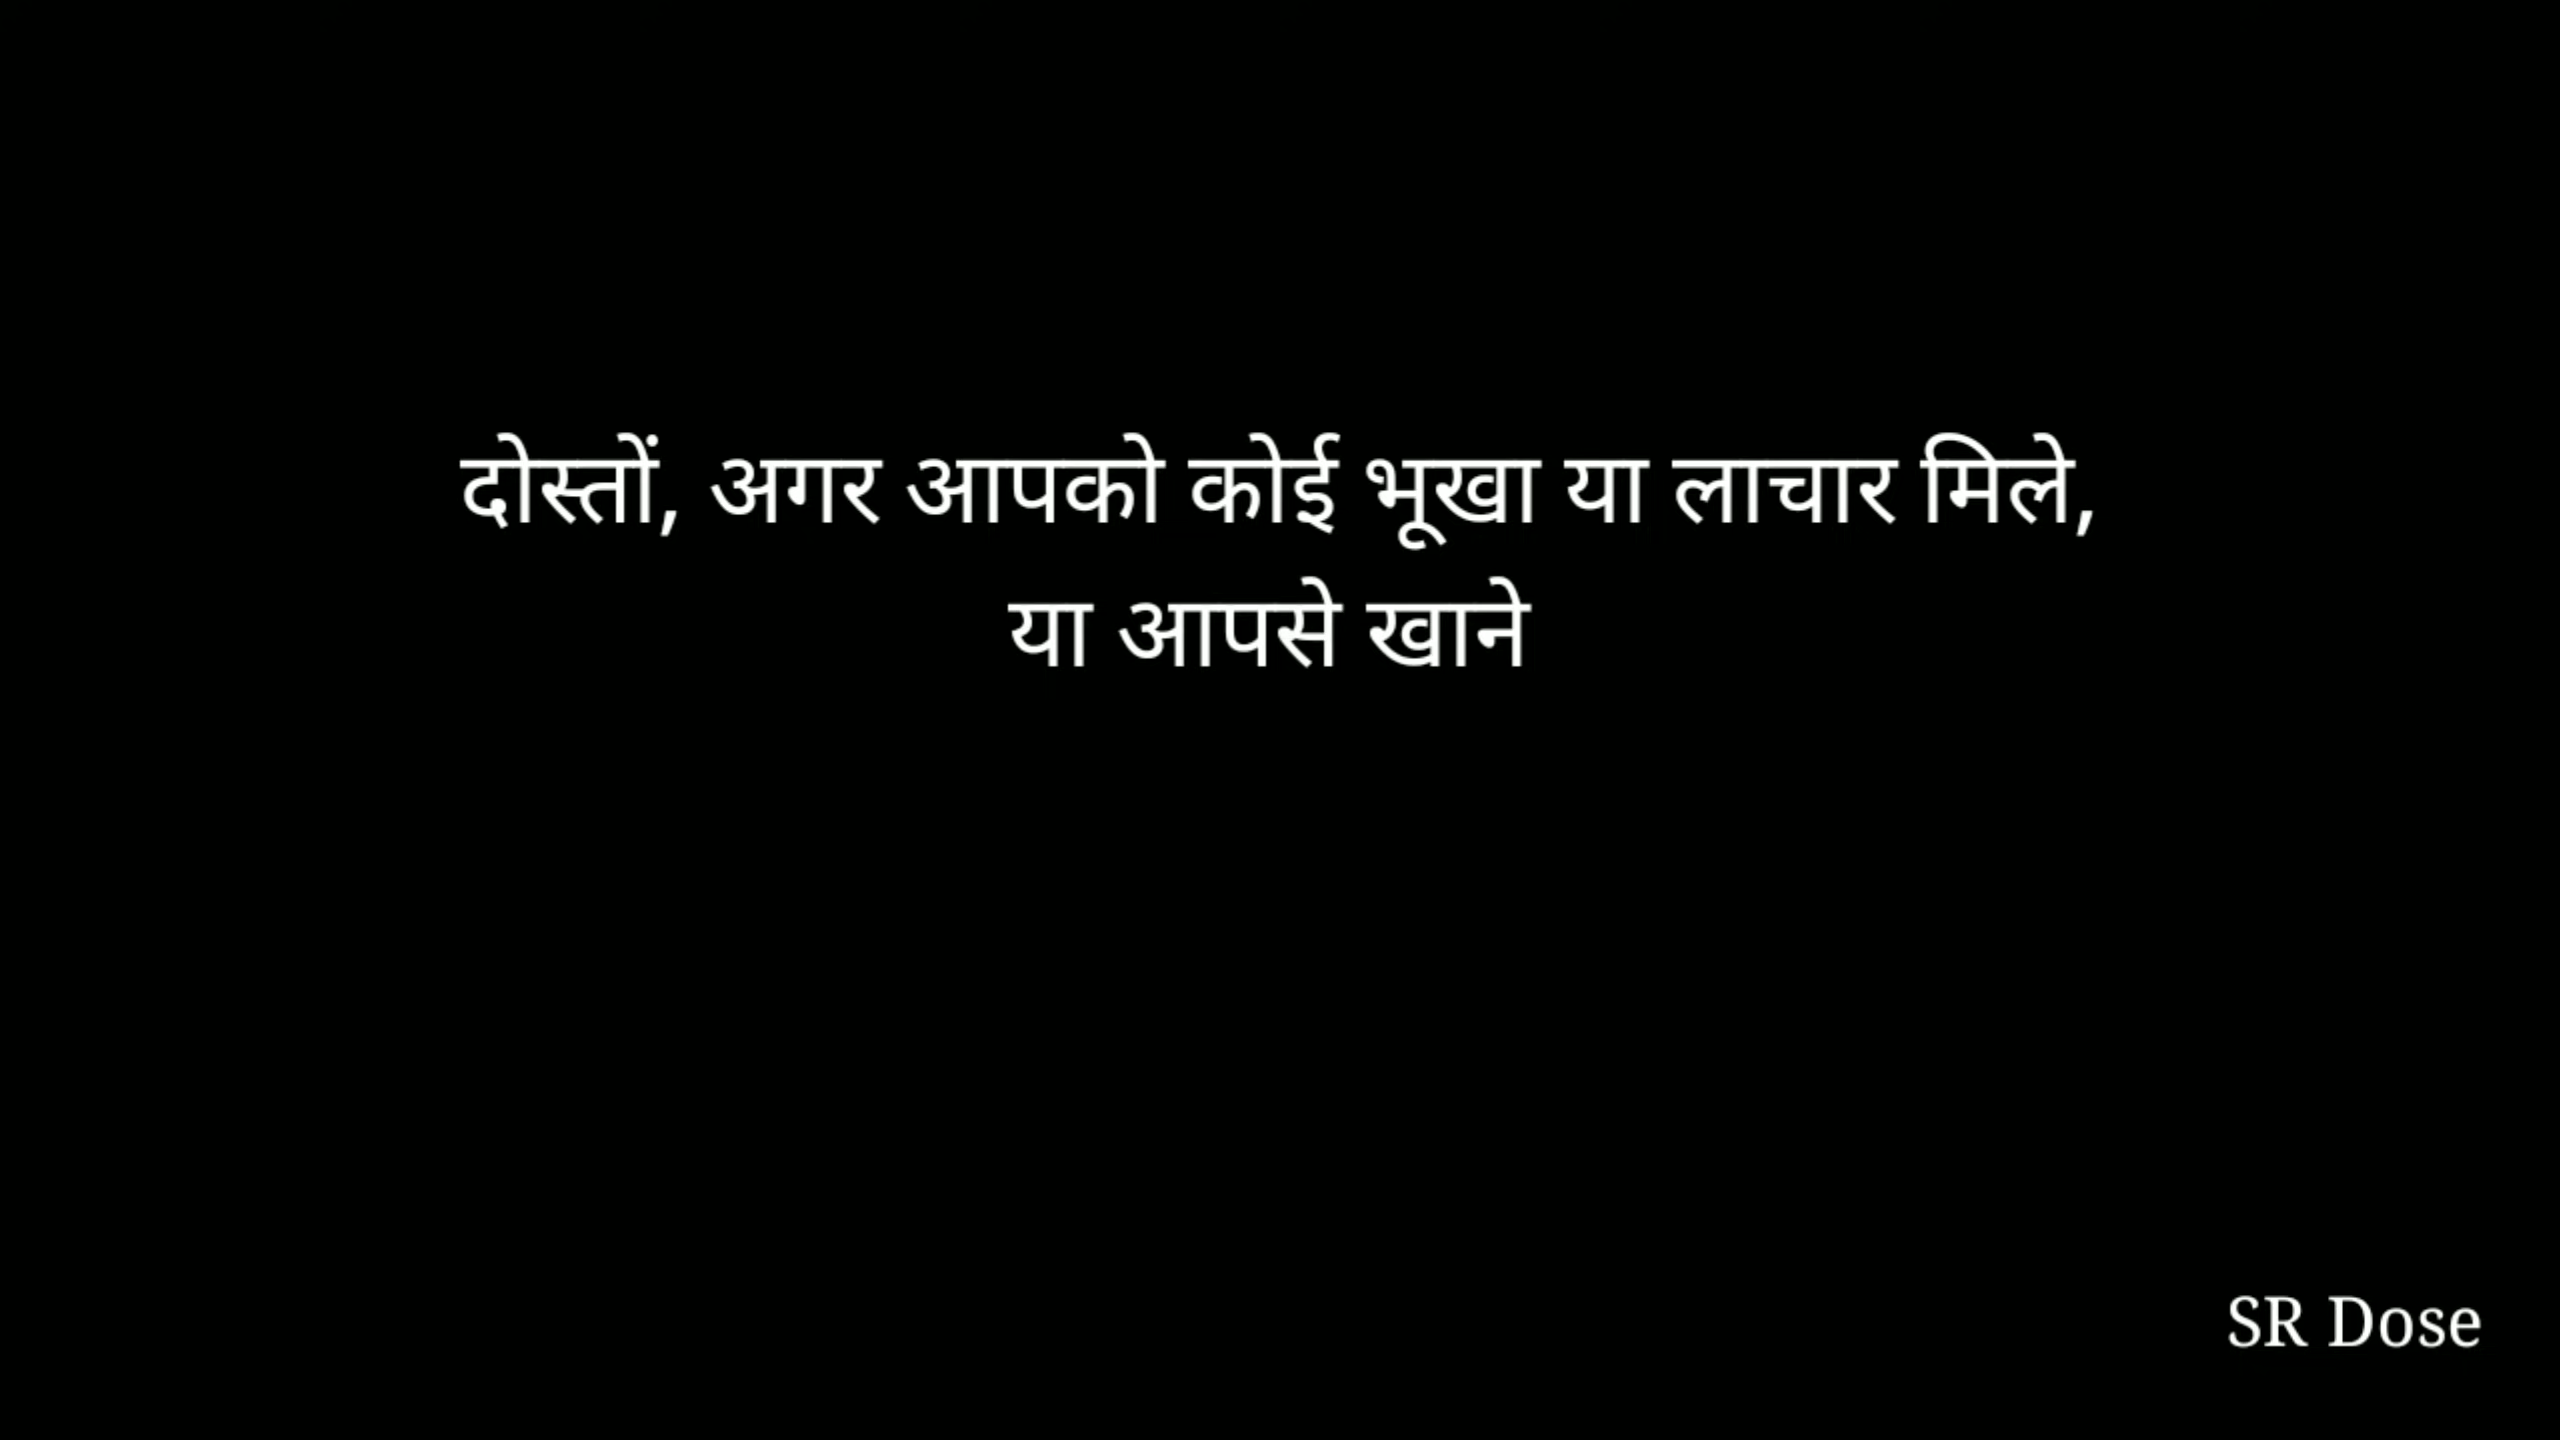 दोस्तों, अगर आपको कोई भूखा या लाचार मिले,
या आपसे खाने
SR Dose